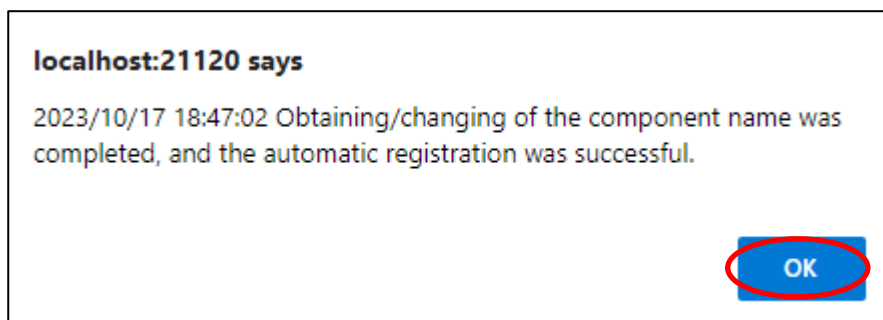 localhost:21120 says
2023/10/17 18:47:02 Obtaining/changing of the component name was
completed, and the automatic registration was successful.
OK